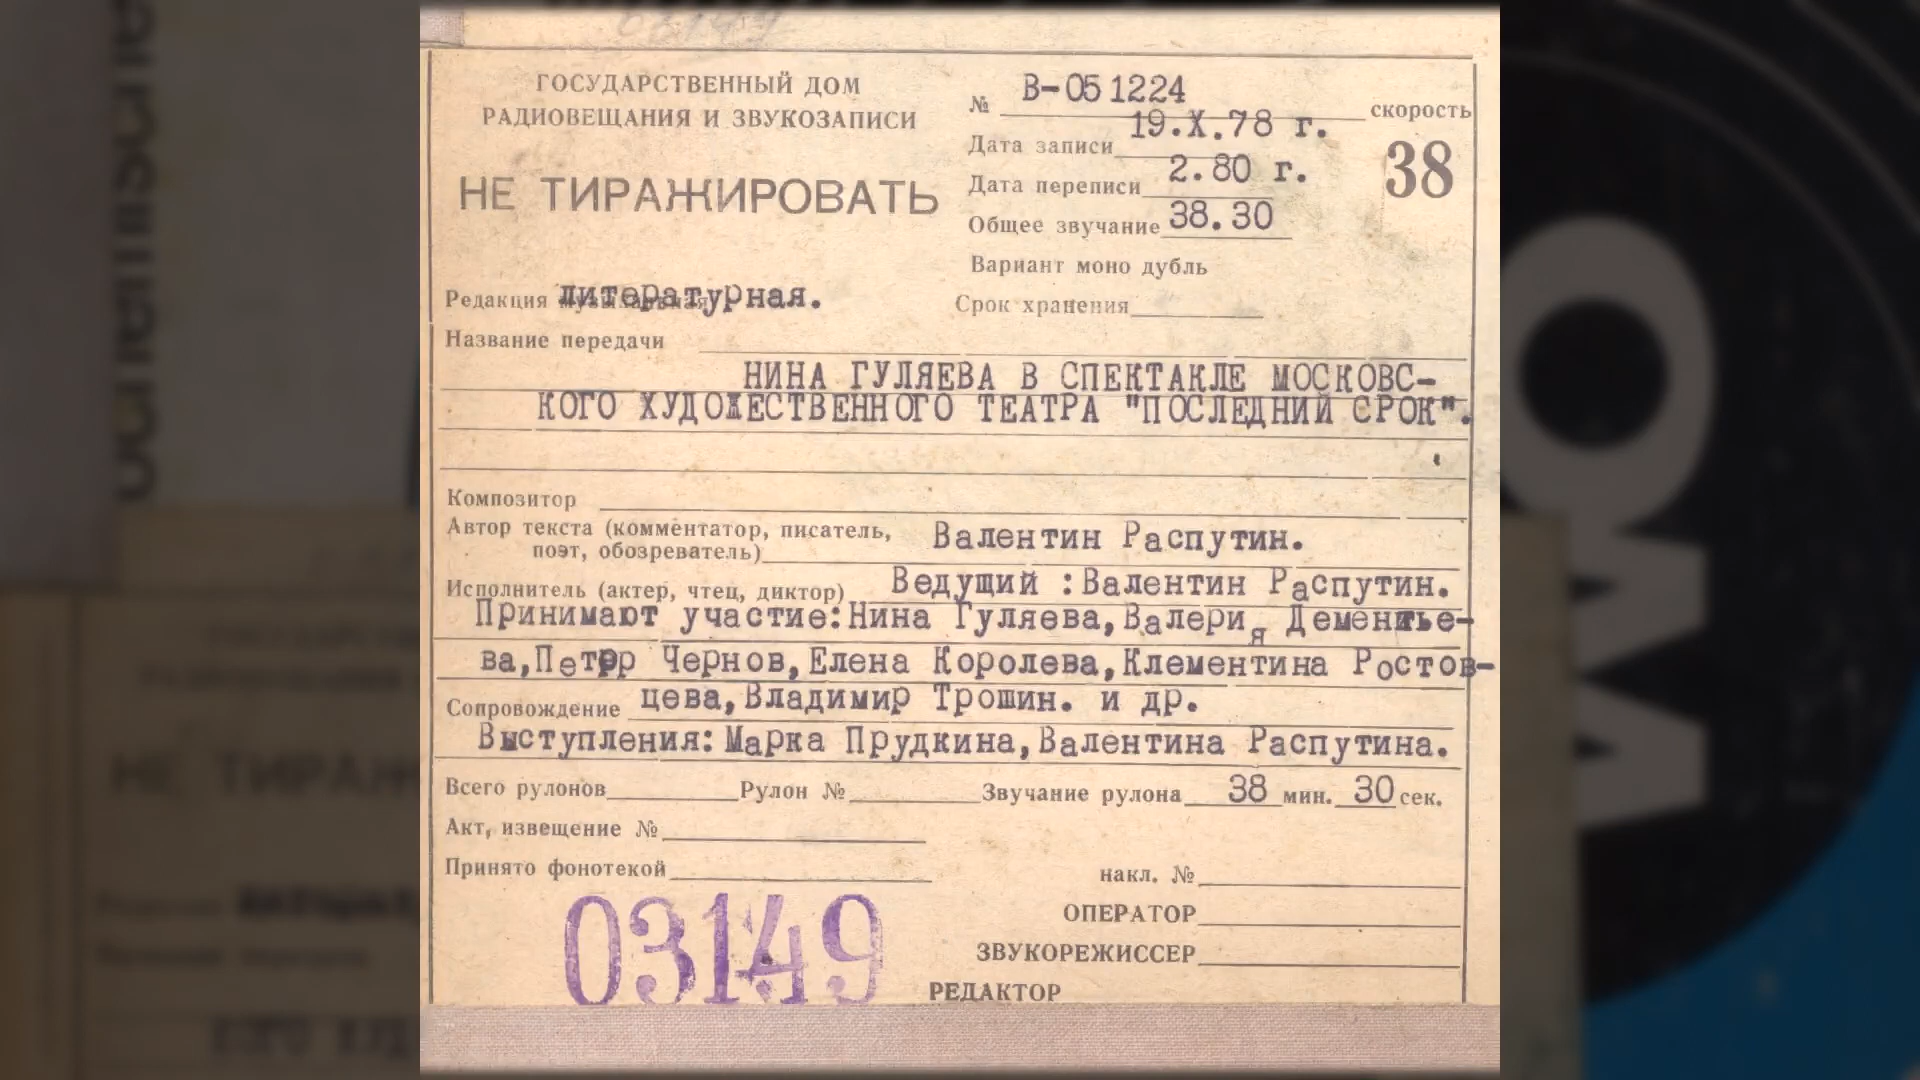 ГОСУДАРСТВЕННЫЙ ДОМ
РАДИОВЕЩАНИЯ И ЗВУКОЗАПИСИ
НЕ ТИРАЖИРОВАТЬ
№ В-051224
скорость
38
Дата записи 19.X.78 г.
Дата переписи 2.80 г.
Общее звучание 38.30
Вариант моно дубль
Редакция литературная.
Срок хранения
Название передачи
НИНА ГУЛЯЕВА В СПЕКТАКЛЕ МОСКОВС-
КОГО ХУДОЖЕСТВЕННОГО ТЕАТРА "ПОСЛЕДНИЙ СРОК".
Композитор
Автор текста (комментатор, писатель,
поэт, обозреватель) Валентин Распутин.
Исполнитель (актер, чтец, диктор) Ведущий :Валентин Распутин.
Принимают участие:Нина Гуляева,Валерия Дементье-
ва,Петр Чернов,Елена Королева,Клементина Ростов-
Сопровождение цева,Владимир Трошин. и др.
Выступления: Марка Прудкина,Валентина Распутина.
Всего рулонов Рулон № Звучание рулона 38 мин. 30 сек.
Акт, извещение №
Принято фонотекой
накл. №
ОПЕРАТОР
ЗВУКОРЕЖИССЕР
РЕДАКТОР
03149